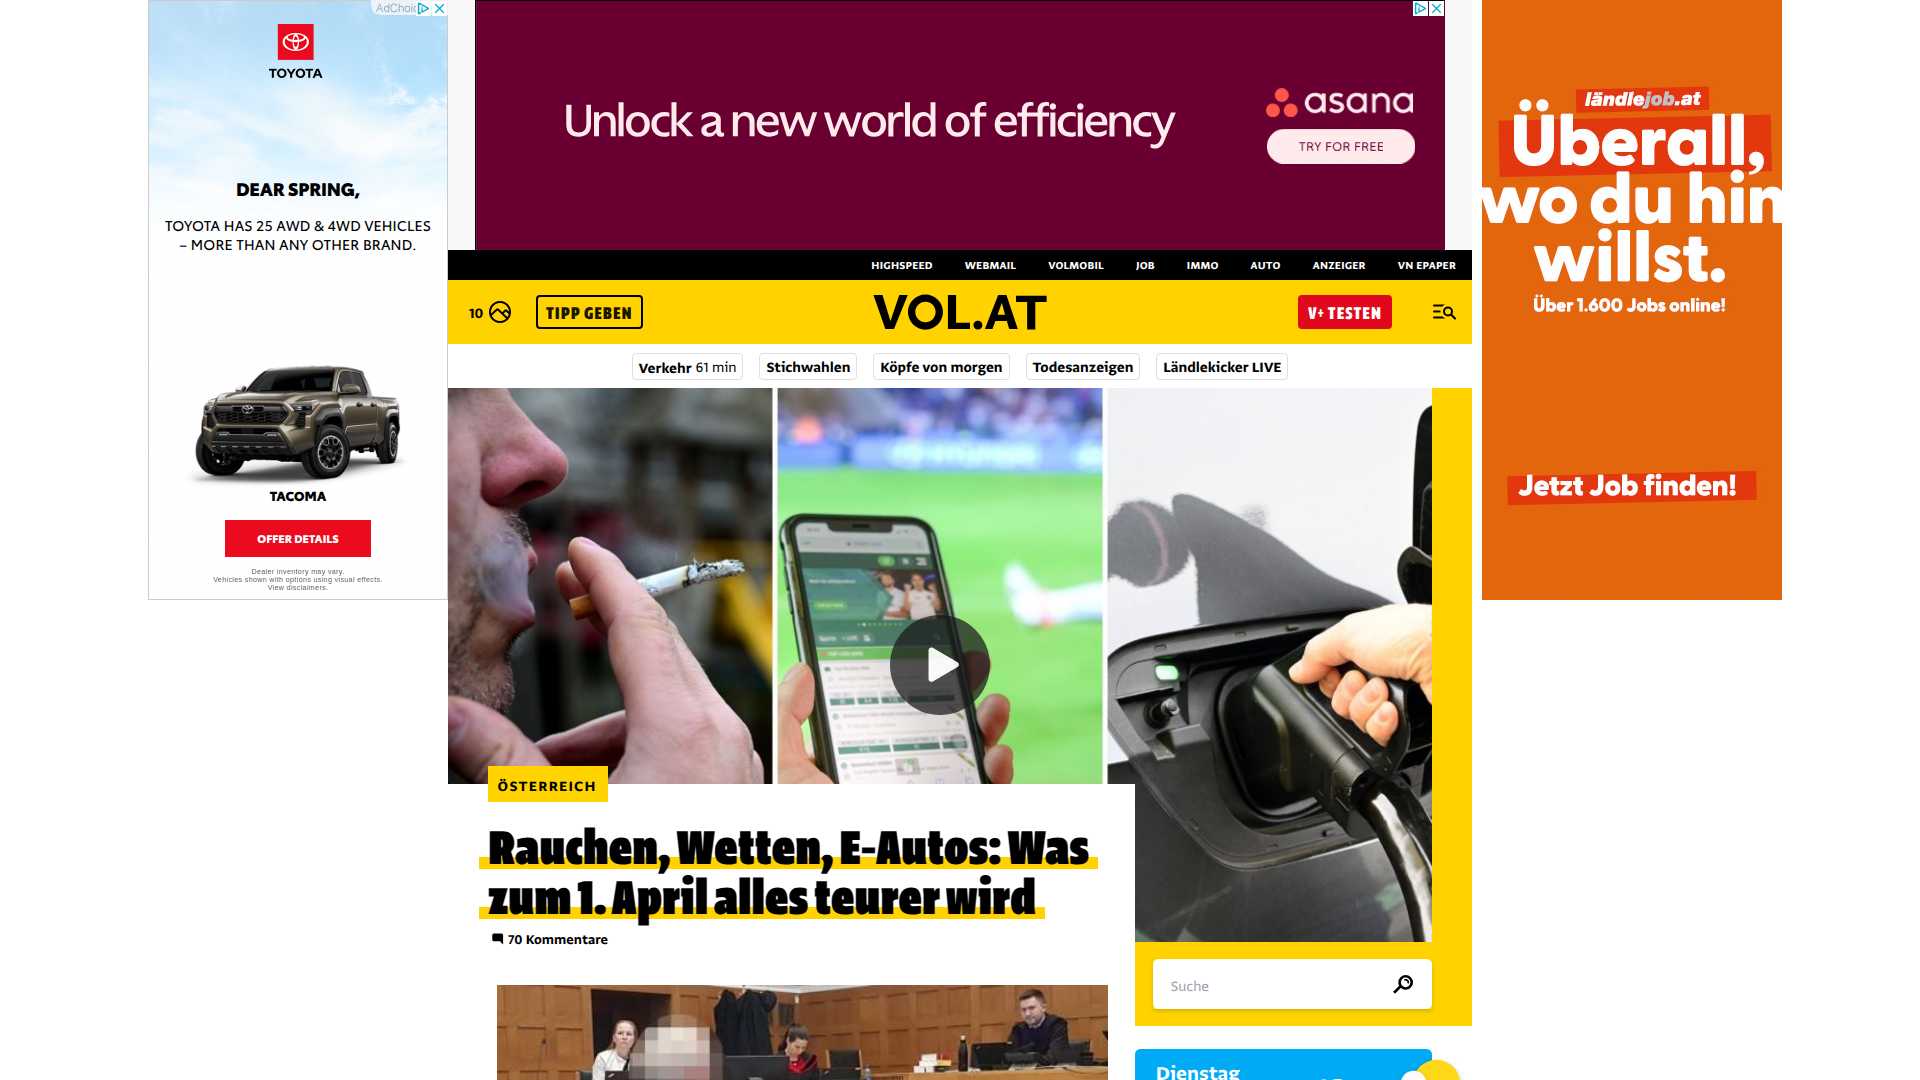 AdChoi
TOYOTA
DEAR SPRING,
TOYOTA HAS 25 AWD & 4WD VEHICLES
– MORE THAN ANY OTHER BRAND.
TACOMA
OFFER DETAILS
Dealer inventory may vary.
Vehicles shown with options using visual effects.
View disclaimers.
Unlock a new world of efficiency
asana
TRY FOR FREE
ländlejob.at
Überall,
wo du hin
willst.
Über 1.600 Jobs online!
Jetzt Job finden!
HIGHSPEED WEBMAIL VOLMOBIL JOB IMMO AUTO ANZEIGER VN EPAPER
10 TIPP GEBEN VOL.AT V+ TESTEN
Verkehr 61 min Stichwahlen Köpfe von morgen Todesanzeigen Ländlekicker LIVE
ÖSTERREICH
Rauchen, Wetten, E-Autos: Was
zum 1. April alles teurer wird
70 Kommentare
Suche
Dienstag